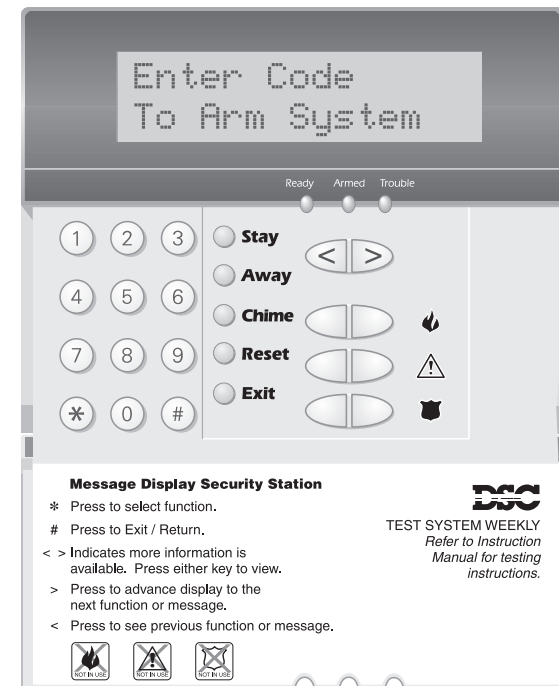 Enter Code
To Arm System
Ready Armed Trouble
1 2 3
Stay
< >
Away
4 5 6
Chime
Reset
7 8 9
Exit
* 0 #
Message Display Security Station
* Press to select function.
# Press to Exit / Return.
< > Indicates more information is
available. Press either key to view.
> Press to advance display to the
next function or message.
< Press to see previous function or message.
NOT IN USE NOT IN USE NOT IN USE
DSC
TEST SYSTEM WEEKLY
Refer to Instruction
Manual for testing
instructions.